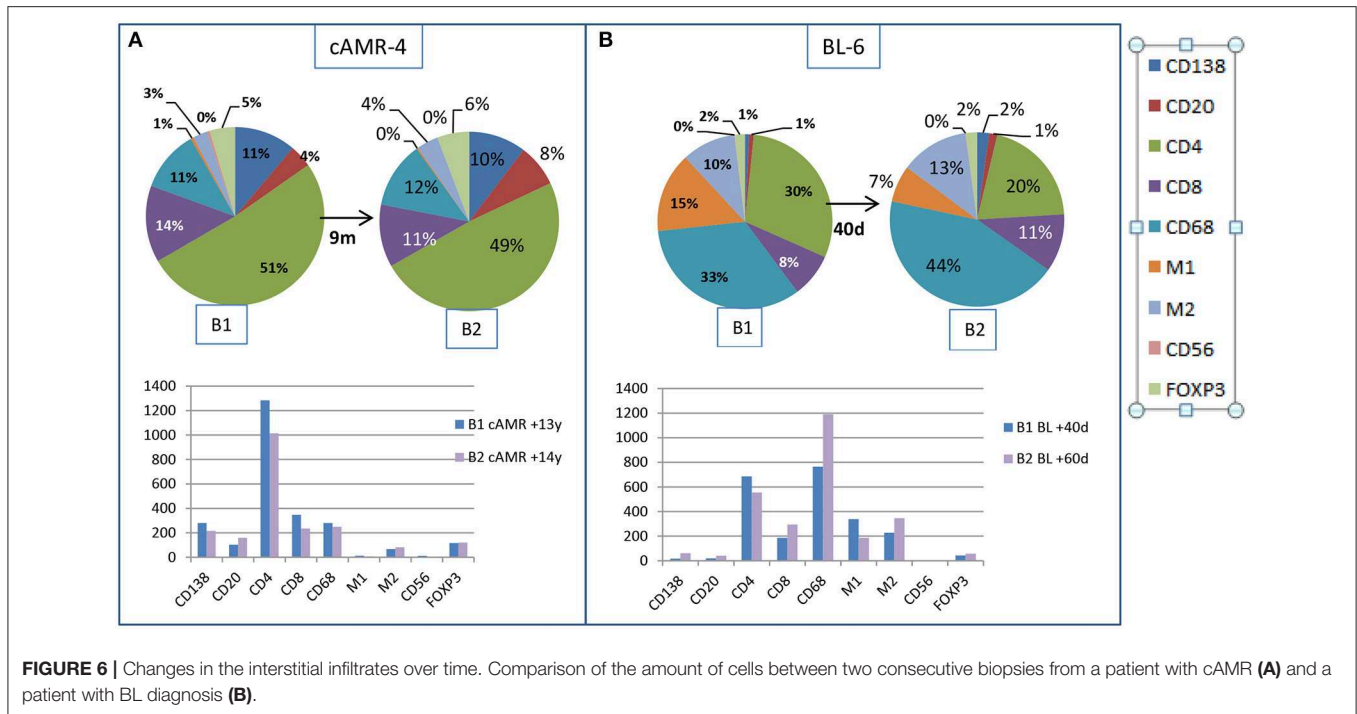 A
cAMR-4
3%
0%
5%
1%
11%
4%
11%
14%
51%
B1
9m
4%
0%
6%
0%
10%
8%
12%
11%
49%
B2
1400
1200
1000
800
600
400
200
0
CD138
CD20
CD4
CD8
CD68
M1
M2
CD56
FOXP3
B1 cAMR +13y
B2 cAMR +14y
B
BL-6
2%
1%
0%
1%
10%
30%
15%
8%
33%
B1
40d
2%
2%
0%
1%
13%
7%
20%
11%
44%
B2
1400
1200
1000
800
600
400
200
0
CD138
CD20
CD4
CD8
CD68
M1
M2
CD56
FOXP3
B1 BL +40d
B2 BL +60d
CD138
CD20
CD4
CD8
CD68
M1
M2
CD56
FOXP3
FIGURE 6 | Changes in the interstitial infiltrates over time. Comparison of the amount of cells between two consecutive biopsies from a patient with cAMR (A) and a
patient with BL diagnosis (B).